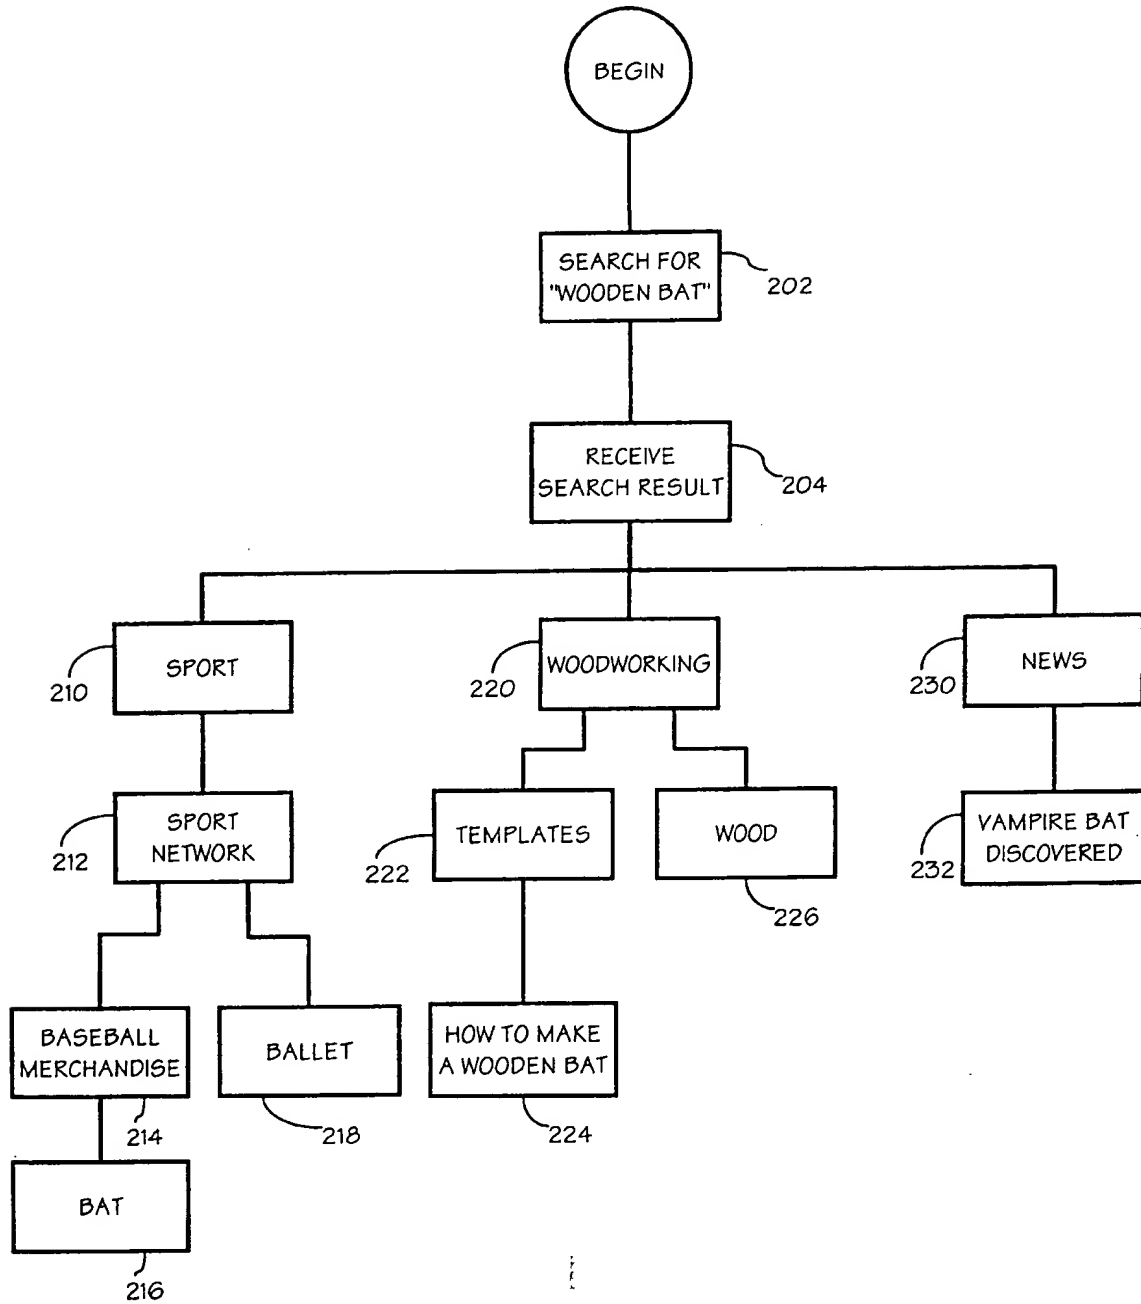 BEGIN
SEARCH FOR
"WOODEN BAT"
202
RECEIVE
SEARCH RESULT
204
SPORT
210
WOODWORKING
220
NEWS
230
SPORT
NETWORK
212
TEMPLATES
222
WOOD
226
VAMPIRE BAT
DISCOVERED
232
BASEBALL
MERCHANDISE
214
BALLET
218
HOW TO MAKE
A WOODEN BAT
224
BAT
216